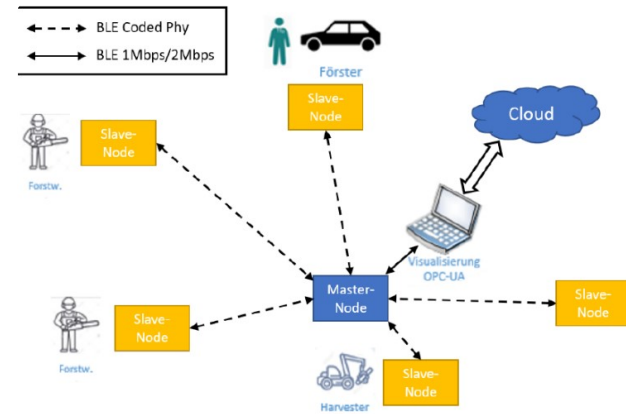 BLE Coded Phy
BLE 1Mbps/2Mbps
Förster
Slave-
Node
Cloud
Slave-
Node
Forstw.
Visualisierung
OPC-UA
Master-
Node
Slave-
Node
Slave-
Node
Forstw.
Slave-
Node
Harvester